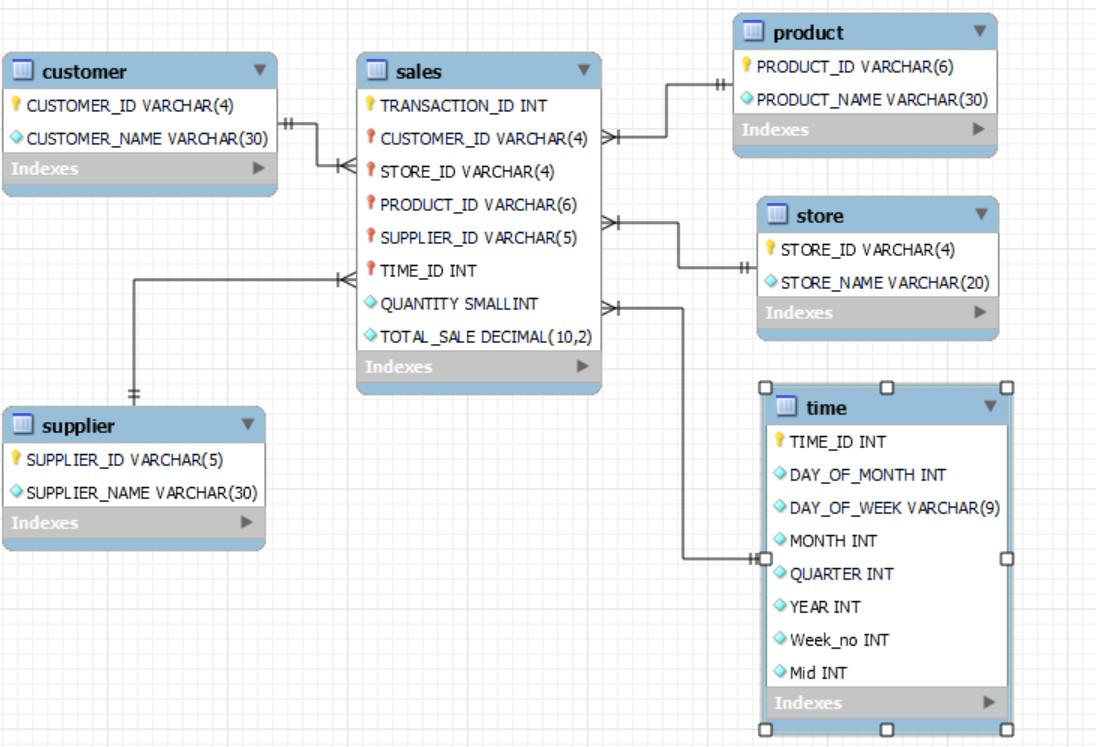 customer
CUSTOMER_ID VARCHAR(4)
CUSTOMER_NAME VARCHAR(30)
Indexes
sales
TRANSACTION_ID INT
CUSTOMER_ID VARCHAR(4)
STORE_ID VARCHAR(4)
PRODUCT_ID VARCHAR(6)
SUPPLIER_ID VARCHAR(5)
TIME_ID INT
QUANTITY SMALLINT
TOTAL_SALE DECIMAL(10,2)
Indexes
product
PRODUCT_ID VARCHAR(6)
PRODUCT_NAME VARCHAR(30)
Indexes
store
STORE_ID VARCHAR(4)
STORE_NAME VARCHAR(20)
Indexes
supplier
SUPPLIER_ID VARCHAR(5)
SUPPLIER_NAME VARCHAR(30)
Indexes
time
TIME_ID INT
DAY_OF_MONTH INT
DAY_OF_WEEK VARCHAR(9)
MONTH INT
QUARTER INT
YEAR INT
Week_no INT
Mid INT
Indexes